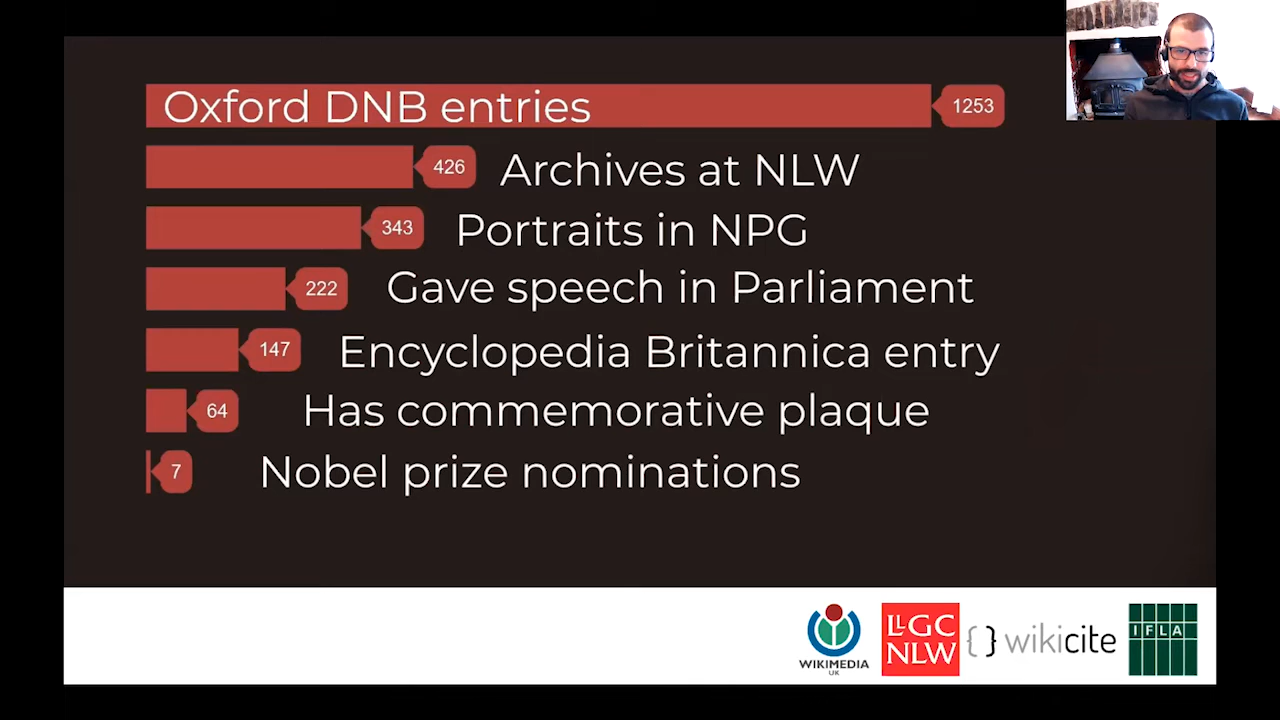 Oxford DNB entries 1253
426 Archives at NLW
343 Portraits in NPG
222 Gave speech in Parliament
147 Encyclopedia Britannica entry
64 Has commemorative plaque
7 Nobel prize nominations
WIKIMEDIA
UK
LLGC
NLW
{ } wikicite
IFLA